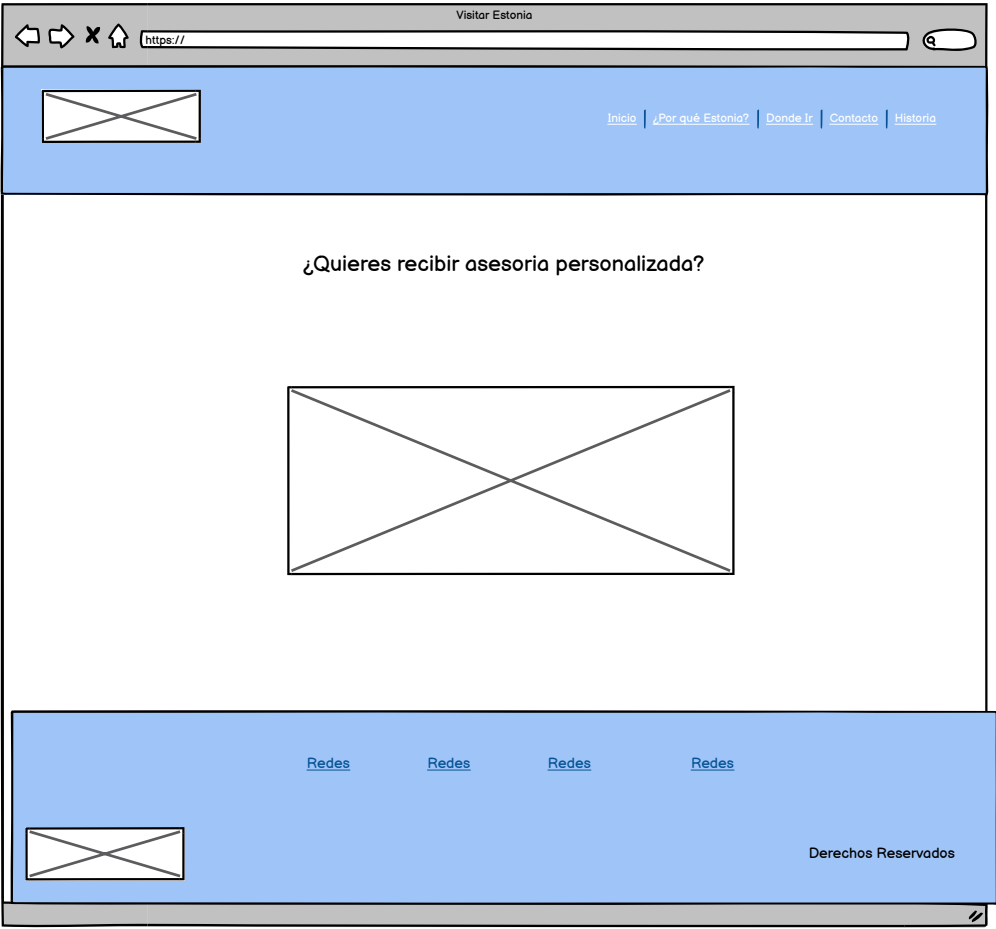 Visitar Estonia
https://
Inicio | ¿Por qué Estonia? | Donde Ir | Contacto | Historia
¿Quieres recibir asesoria personalizada?
Redes Redes Redes Redes
Derechos Reservados